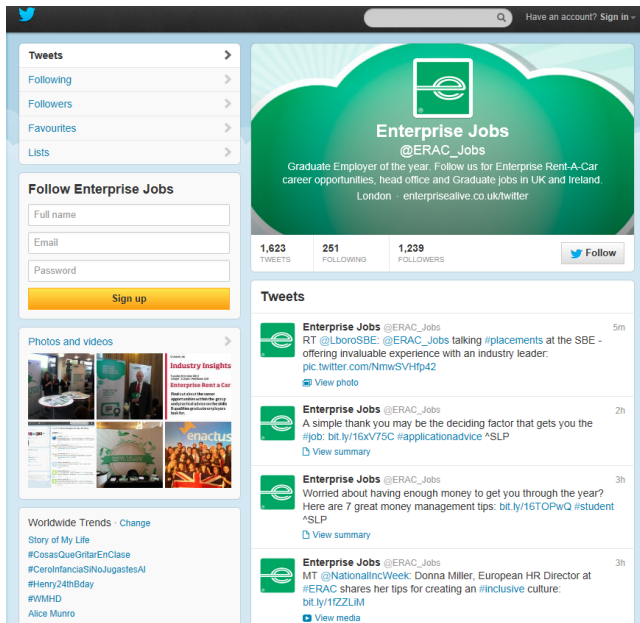 Have an account? Sign in
Tweets
Following
Followers
Favourites
Lists
Follow Enterprise Jobs
Full name
Email
Password
Sign up
Photos and videos
Industry Insights
Enterprise Rent a Car
enactus
Worldwide Trends · Change
Story of My Life
#CosasQueGritarEnClase
#CeroInfanciaSiNoJugastesAl
#Henry24thBday
#WMHD
Alice Munro
Enterprise Jobs
@ERAC_Jobs
Graduate Employer of the year. Follow us for Enterprise Rent-A-Car
career opportunities, head office and Graduate jobs in UK and Ireland.
London · enterprisealive.co.uk/twitter
1,623
TWEETS
251
FOLLOWING
1,239
FOLLOWERS
Follow
Tweets
Enterprise Jobs @ERAC_Jobs 5m
RT @LboroSBE: @ERAC_Jobs talking #placements at the SBE -
offering invaluable experience with an industry leader:
pic.twitter.com/NmwSVHfp42
View photo
Enterprise Jobs @ERAC_Jobs 2h
A simple thank you may be the deciding factor that gets you the
#job: bit.ly/16xV75C #applicationadvice ^SLP
View summary
Enterprise Jobs @ERAC_Jobs 3h
Worried about having enough money to get you through the year?
Here are 7 great money management tips: bit.ly/16TOPwQ #student
^SLP
View summary
Enterprise Jobs @ERAC_Jobs 3h
MT @NationalIncWeek: Donna Miller, European HR Director at
#ERAC shares her tips for creating an #inclusive culture:
bit.ly/1fZZLiM
View media